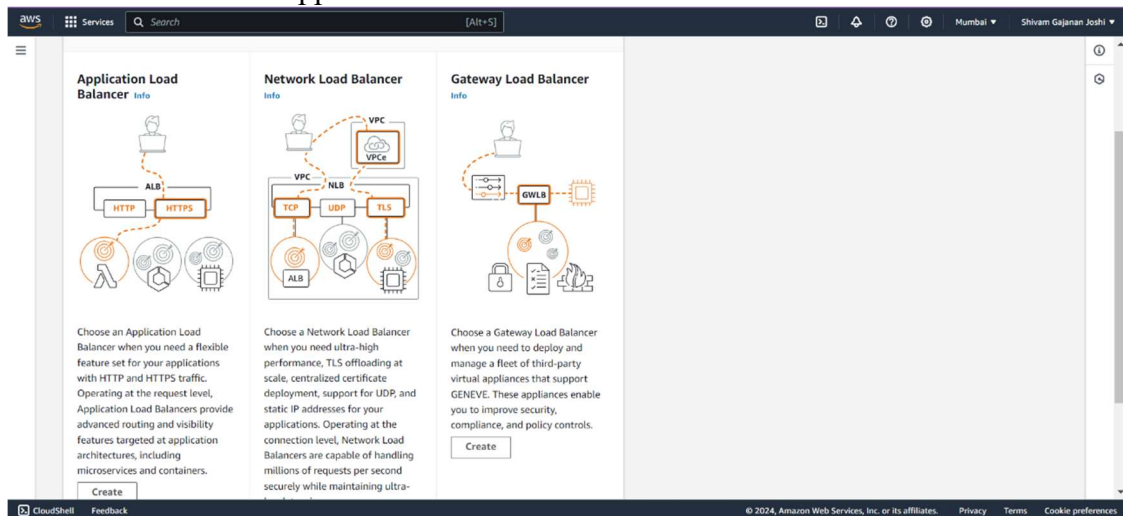 aws
Services
Search
[Alt+S]
Mumbai
Shivam Gajanan Joshi
Application Load
Balancer Info
ALB
HTTP
HTTPS
Choose an Application Load
Balancer when you need a flexible
feature set for your applications
with HTTP and HTTPS traffic.
Operating at the request level,
Application Load Balancers provide
advanced routing and visibility
features targeted at application
architectures, including
microservices and containers.
Create
Network Load Balancer
Info
VPC
VPCe
VPC
NLB
TCP
UDP
TLS
ALB
Choose a Network Load Balancer
when you need ultra-high
performance, TLS offloading at
scale, centralized certificate
deployment, support for UDP, and
static IP addresses for your
applications. Operating at the
connection level, Network Load
Balancers are capable of handling
millions of requests per second
securely while maintaining ultra-
Gateway Load Balancer
Info
GWLB
Choose a Gateway Load Balancer
when you need to deploy and
manage a fleet of third-party
virtual appliances that support
GENEVE. These appliances enable
you to improve security,
compliance, and policy controls.
Create
CloudShell
Feedback
© 2024, Amazon Web Services, Inc. or its affiliates.
Privacy
Terms
Cookie preferences